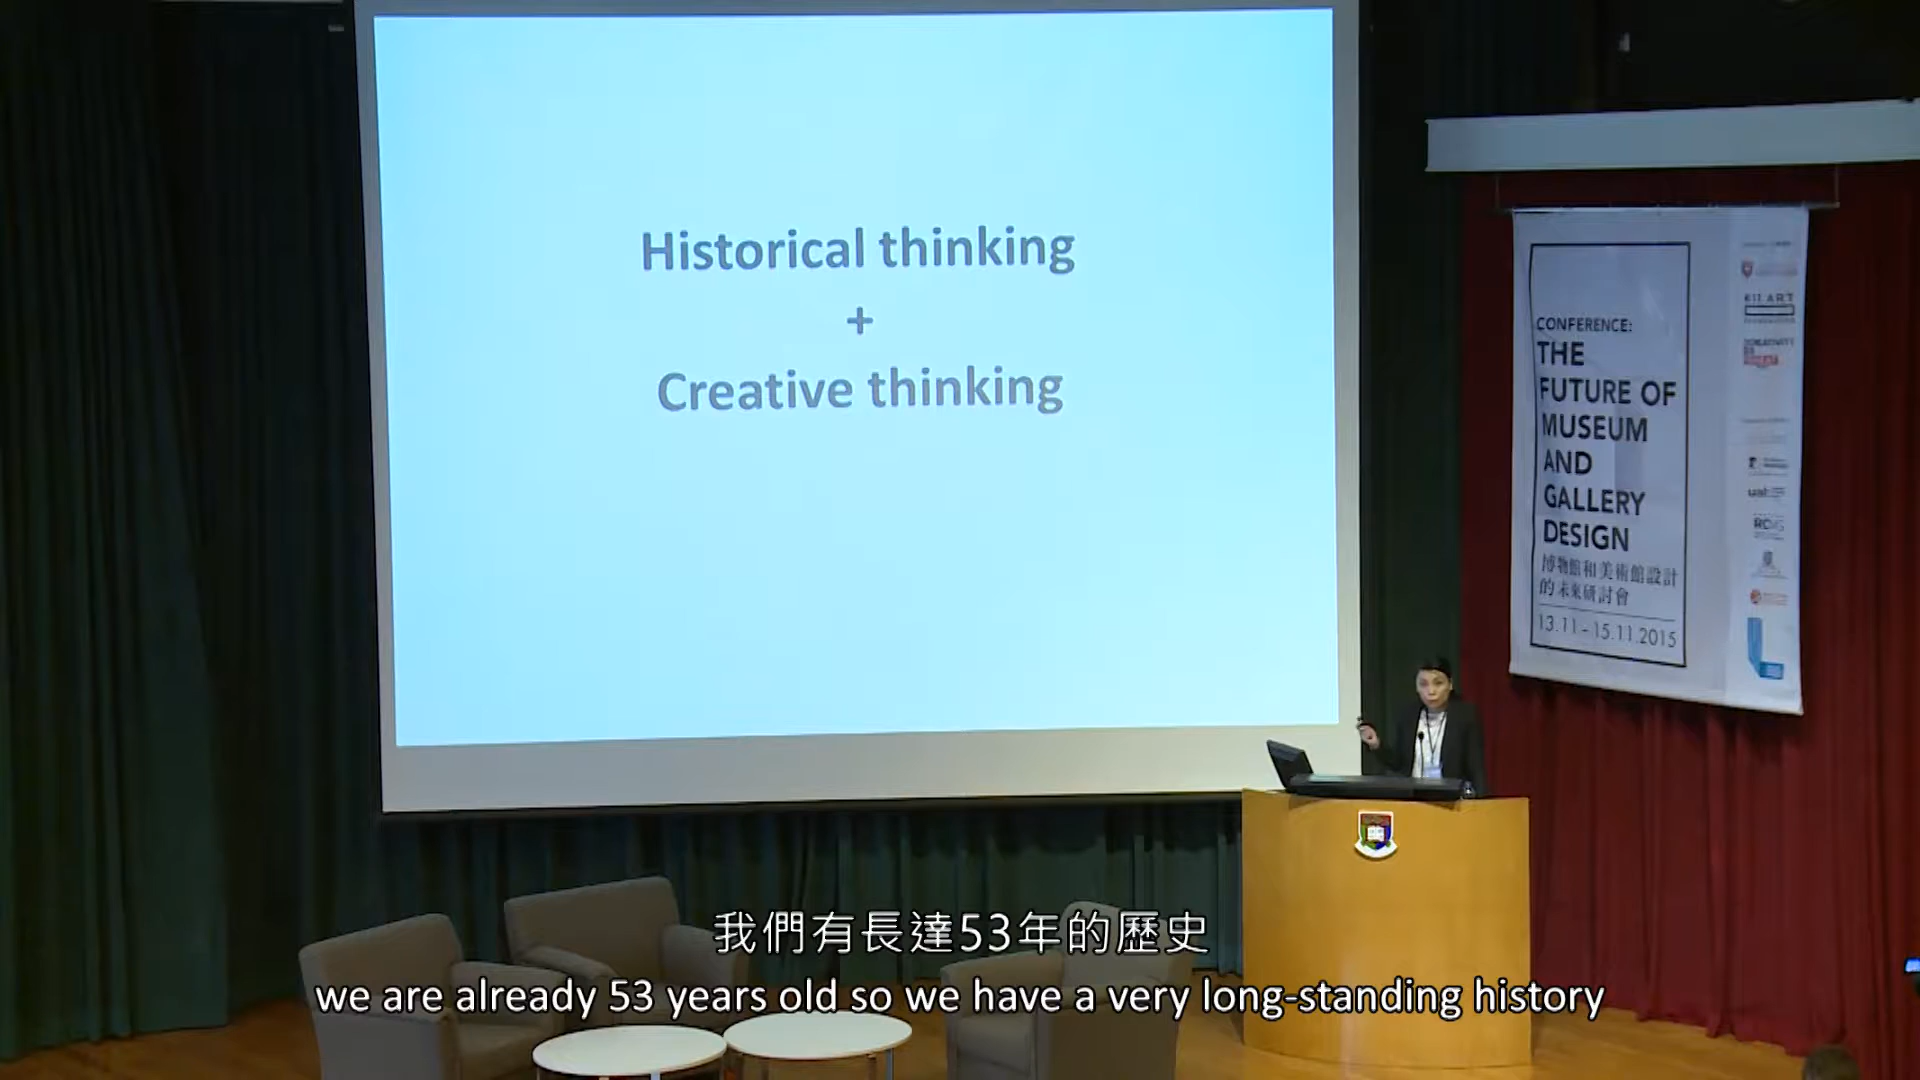 Historical thinking
+
Creative thinking
CONFERENCE:
THE
FUTURE OF
MUSEUM
AND
GALLERY
DESIGN
博物館和美術館設計
的未來研討會
13.11 - 15.11.2015
我們有長達53年的歷史
we are already 53 years old so we have a very long-standing history